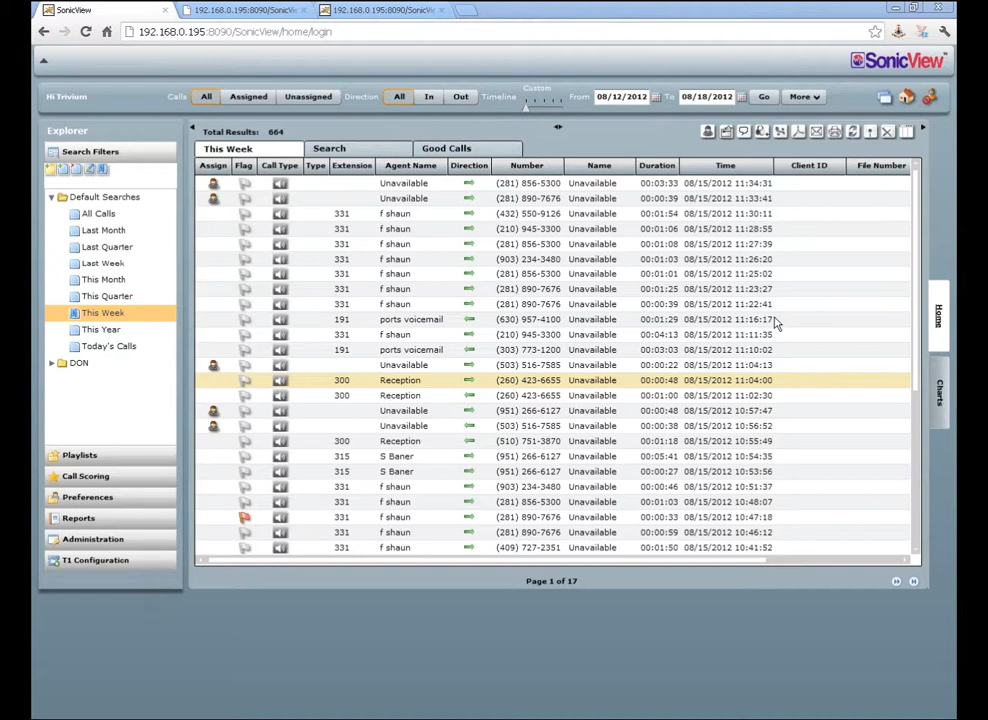 SonicView
192.168.0.195:8090/SonicVi
192.168.0.195:8090/SonicVi
192.168.0.195:8090/SonicView/home/login
SonicView
Hi Trivium Calls All Assigned Unassigned Direction All In Out Timeline Custom From 08/12/2012 To 08/18/2012 Go More
Explorer
Search Filters
Default Searches
All Calls
Last Month
Last Quarter
Last Week
This Month
This Quarter
This Week
This Year
Today's Calls
DON
Playlists
Call Scoring
Preferences
Reports
Administration
T1 Configuration
Total Results: 664
This Week Search Good Calls
Assign Flag Call Type Type Extension Agent Name Direction Number Name Duration Time Client ID File Number
Unavailable (281) 856-5300 Unavailable 00:03:33 08/15/2012 11:34:31
Unavailable (281) 890-7676 Unavailable 00:00:39 08/15/2012 11:33:41
331 f shaun (432) 550-9126 Unavailable 00:01:54 08/15/2012 11:30:11
331 f shaun (210) 945-3300 Unavailable 00:01:06 08/15/2012 11:28:55
331 f shaun (281) 856-5300 Unavailable 00:01:08 08/15/2012 11:27:39
331 f shaun (903) 234-3480 Unavailable 00:01:03 08/15/2012 11:26:20
331 f shaun (281) 856-5300 Unavailable 00:01:01 08/15/2012 11:25:02
331 f shaun (281) 890-7676 Unavailable 00:01:25 08/15/2012 11:23:27
331 f shaun (281) 890-7676 Unavailable 00:00:39 08/15/2012 11:22:41
191 ports voicemail (630) 957-4100 Unavailable 00:01:29 08/15/2012 11:16:17
331 f shaun (210) 945-3300 Unavailable 00:04:13 08/15/2012 11:11:35
191 ports voicemail (303) 773-1200 Unavailable 00:03:03 08/15/2012 11:10:02
Unavailable (503) 516-7585 Unavailable 00:00:22 08/15/2012 11:04:13
300 Reception (260) 423-6655 Unavailable 00:00:48 08/15/2012 11:04:00
300 Reception (260) 423-6655 Unavailable 00:01:00 08/15/2012 11:02:30
Unavailable (951) 266-6127 Unavailable 00:00:48 08/15/2012 10:57:47
Unavailable (503) 516-7585 Unavailable 00:00:38 08/15/2012 10:56:52
300 Reception (510) 751-3870 Unavailable 00:01:18 08/15/2012 10:55:49
315 S Baner (951) 266-6127 Unavailable 00:05:41 08/15/2012 10:54:35
315 S Baner (951) 266-6127 Unavailable 00:00:27 08/15/2012 10:53:56
331 f shaun (903) 234-3480 Unavailable 00:00:46 08/15/2012 10:51:37
331 f shaun (281) 856-5300 Unavailable 00:01:03 08/15/2012 10:48:07
331 f shaun (281) 890-7676 Unavailable 00:00:33 08/15/2012 10:47:18
331 f shaun (281) 890-7676 Unavailable 00:00:59 08/15/2012 10:46:12
331 f shaun (409) 727-2351 Unavailable 00:01:50 08/15/2012 10:41:52
Page 1 of 17
Home
Charts